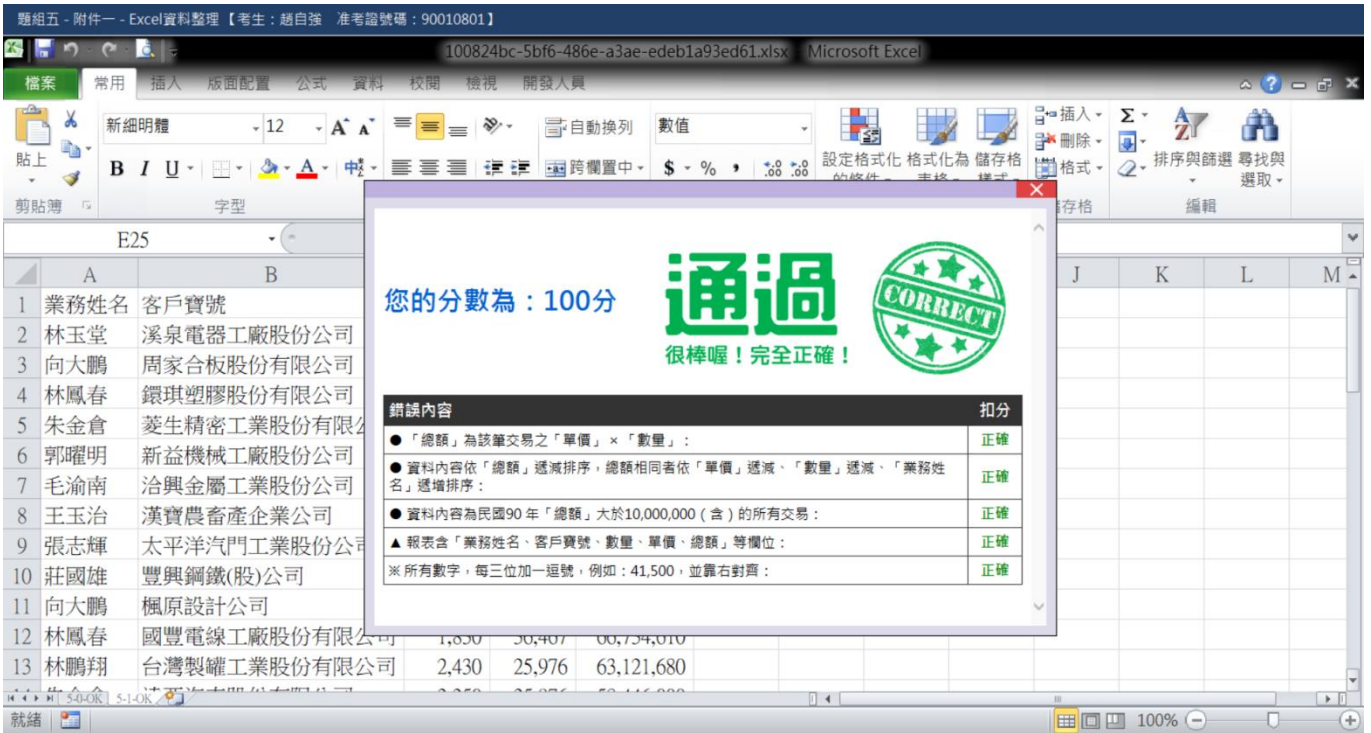 題組五 - 附件一 - Excel資料整理【考生：趙自強　准考證號碼：90010801】
100824bc-5bf6-486e-a3ae-edeb1a93ed61.xlsx - Microsoft Excel
檔案 常用 插入 版面配置 公式 資料 校閱 檢視 開發人員
新細明體 12 自動換列 數值 插入
貼上 B I U 跨欄置中 $ % 設定格式化的條件 格式化為表格 儲存格樣式 刪除 格式 排序與篩選 尋找與選取
剪貼簿 字型 編輯
E25
A B J K L M
1 業務姓名 客戶寶號
2 林玉堂 溪泉電器工廠股份公司
3 向大鵬 周家合板股份有限公司
4 林鳳春 鐶琪塑膠股份有限公司
5 朱金倉 菱生精密工業股份有限
6 郭曜明 新益機械工廠股份公司
7 毛渝南 洽興金屬工業股份公司
8 王玉治 漢寶農畜產企業公司
9 張志輝 太平洋汽門工業股份公司
10 莊國雄 豐興鋼鐵(股)公司
11 向大鵬 楓原設計公司
12 林鳳春 國豐電線工廠股份有限公司 1,830 36,467 66,734,610
13 林鵬翔 台灣製罐工業股份有限公司 2,430 25,976 63,121,680
您的分數為：100分
通過
很棒喔！完全正確！
CORRECT
錯誤內容 扣分
●「總額」為該筆交易之「單價」×「數量」： 正確
● 資料內容依「總額」遞減排序，總額相同者依「單價」遞減、「數量」遞減、「業務姓
名」遞增排序： 正確
● 資料內容為民國90 年「總額」大於10,000,000（含）的所有交易： 正確
▲ 報表含「業務姓名、客戶寶號、數量、單價、總額」等欄位： 正確
※ 所有數字，每三位加一逗號，例如：41,500，並靠右對齊： 正確
5-0-OK 5-1-OK
就緒 100%